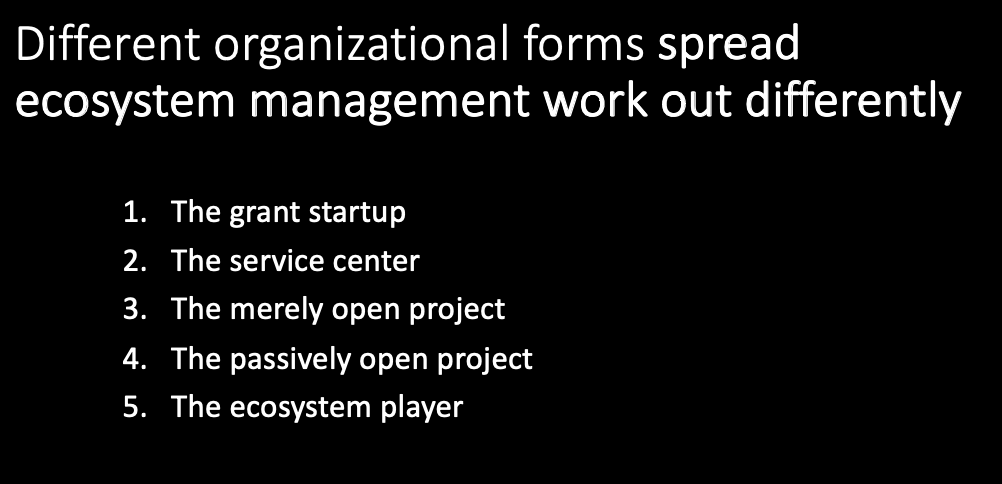 Different organizational forms spread
ecosystem management work out differently
1. The grant startup
2. The service center
3. The merely open project
4. The passively open project
5. The ecosystem player